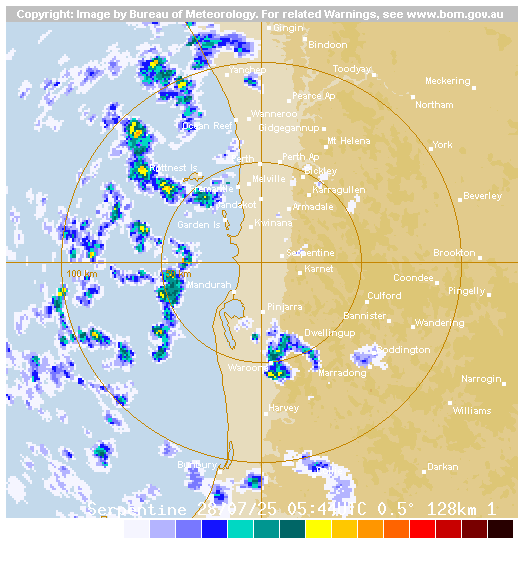 Copyright: Image by Bureau of Meteorology. For related Warnings, see www.bom.gov.au
Gingin
Bindoon
Yanchep
Toodyay
Meckering
Pearce Ap
Northam
Wanneroo
Ocean Reef
Gidgegannup
Mt Helena
York
Perth
Perth Ap
Rottnest Is
Bickley
Melville
Fremantle
Karragullen
Beverley
Jandakot
Armadale
Garden Is
Kwinana
Serpentine
Brookton
Karnet
100 km
50 km
Coondee
Mandurah
Pingelly
Cufford
Pinjarra
Bannister
Wandering
Dwellingup
Boddington
Waroona
Marradong
Narrogin
Harvey
Williams
Bunbury
Darkan
Serpentine 28/07/25 05:44UTC 0.5° 128km 1